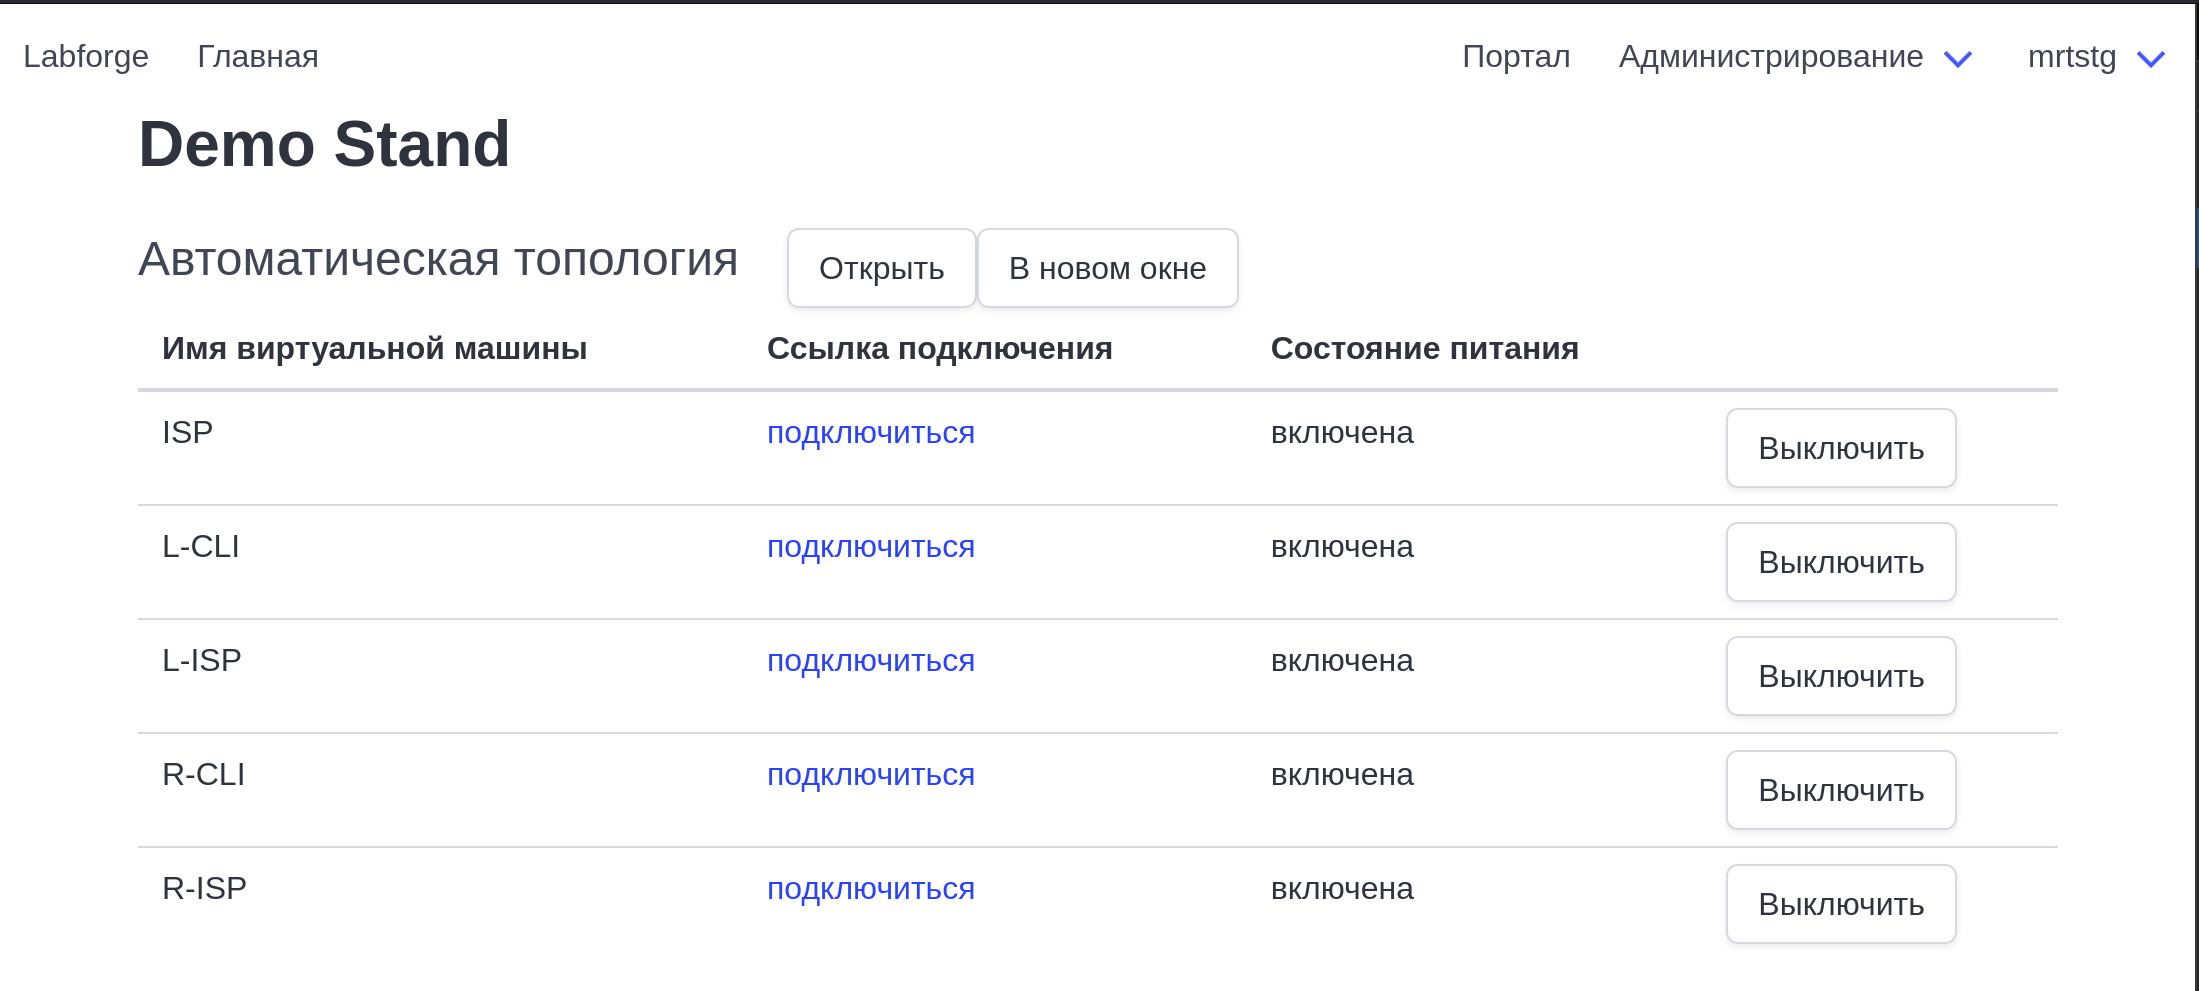 Labforge Главная Портал Администрирование mrtstg
Demo Stand
Автоматическая топология Открыть В новом окне
Имя виртуальной машины Ссылка подключения Состояние питания
ISP подключиться включена Выключить
L-CLI подключиться включена Выключить
L-ISP подключиться включена Выключить
R-CLI подключиться включена Выключить
R-ISP подключиться включена Выключить